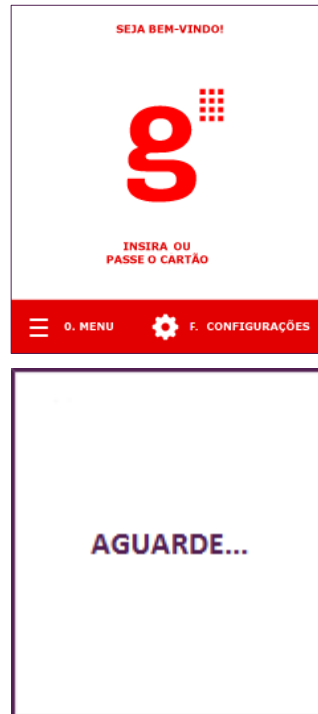 SEJA BEM-VINDO!
g
INSIRA OU
PASSE O CARTÃO
0. MENU F. CONFIGURAÇÕES
AGUARDE...